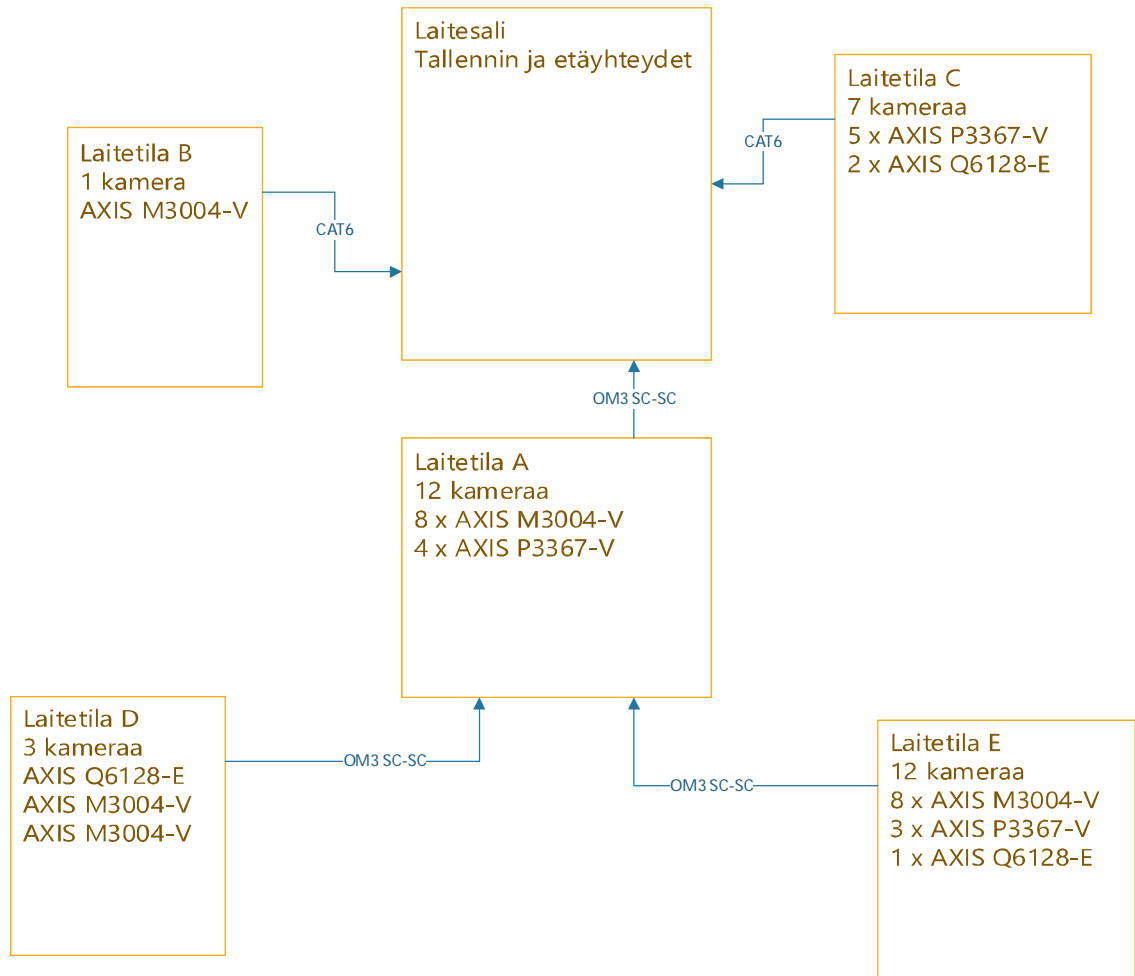 Laitesali
Tallennin ja etäyhteydet
Laitetila C
7 kameraa
5 x AXIS P3367-V
2 x AXIS Q6128-E
CAT6
Laitetila B
1 kamera
AXIS M3004-V
CAT6
OM3 SC-SC
Laitetila A
12 kameraa
8 x AXIS M3004-V
4 x AXIS P3367-V
Laitetila D
3 kameraa
AXIS Q6128-E
AXIS M3004-V
AXIS M3004-V
OM3 SC-SC
OM3 SC-SC
Laitetila E
12 kameraa
8 x AXIS M3004-V
3 x AXIS P3367-V
1 x AXIS Q6128-E